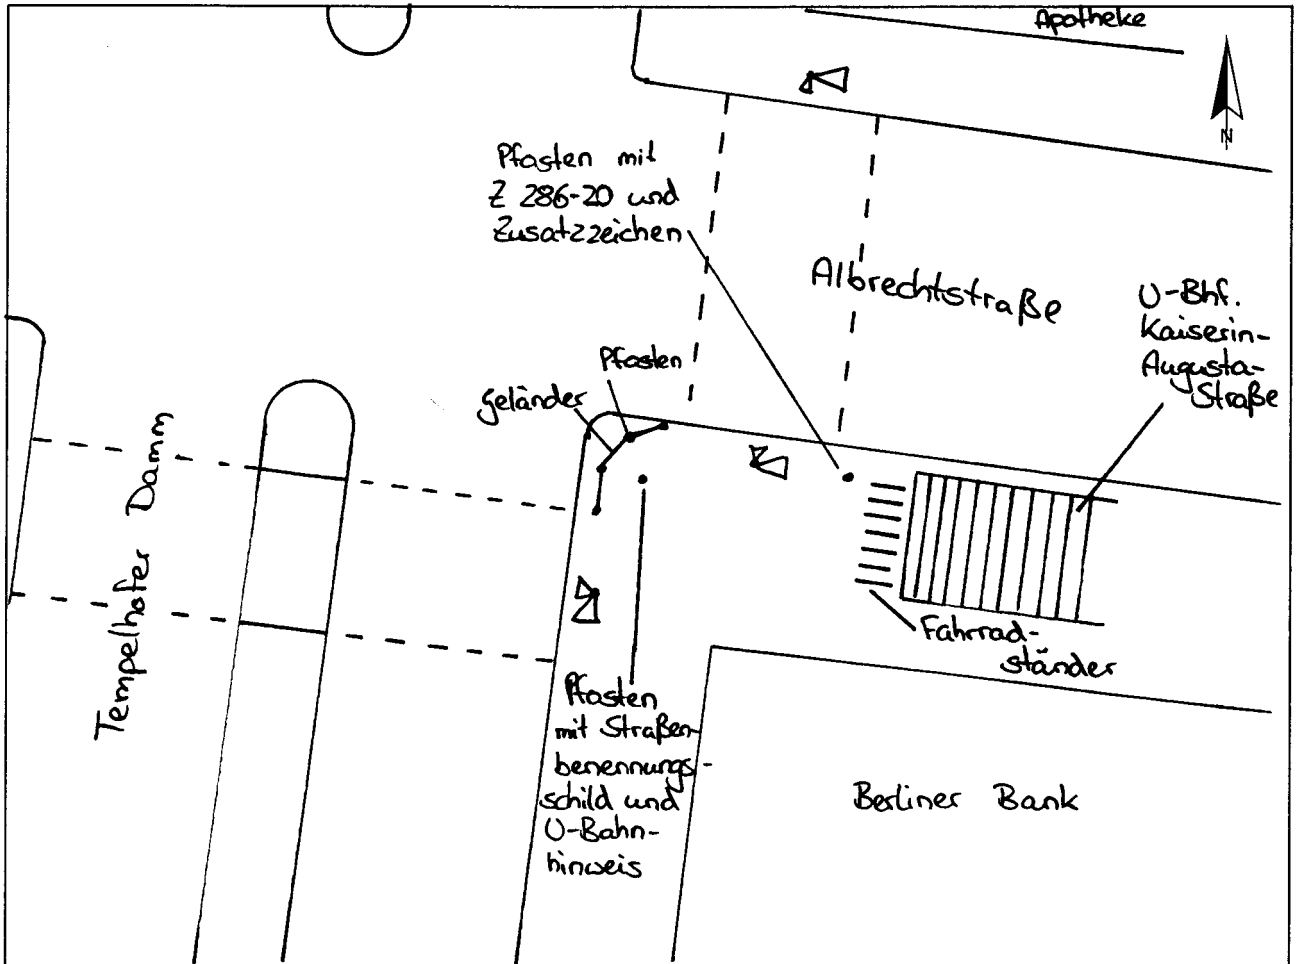 Apotheke
N
Pfosten mit
Z 286-20 und
Zusatzzeichen
Albrechtstraße
U-Bhf.
Kaiserin-
Augusta-
Straße
Pfosten
Geländer
Tempelhofer Damm
Fahrrad-
ständer
Pfosten
mit Straßen-
benennungs-
schild und
U-Bahn-
hinweis
Berliner Bank